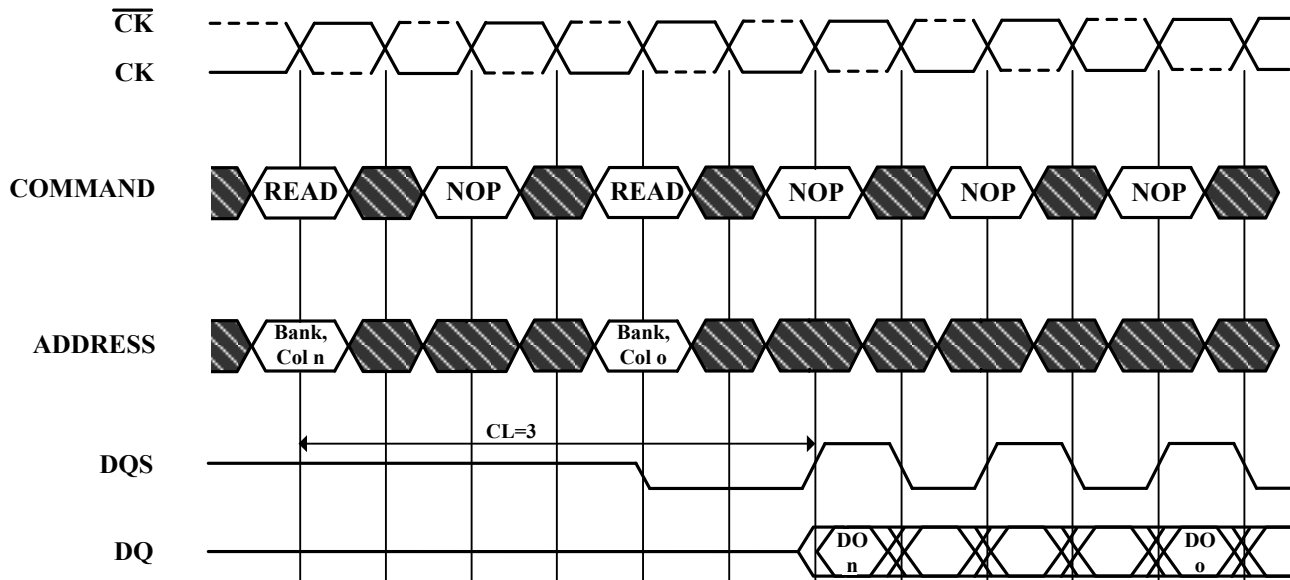 CK
CK
COMMAND
READ
NOP
READ
NOP
NOP
NOP
ADDRESS
Bank,
Col n
Bank,
Col o
CL=3
DQS
DQ
DO
n
DO
o